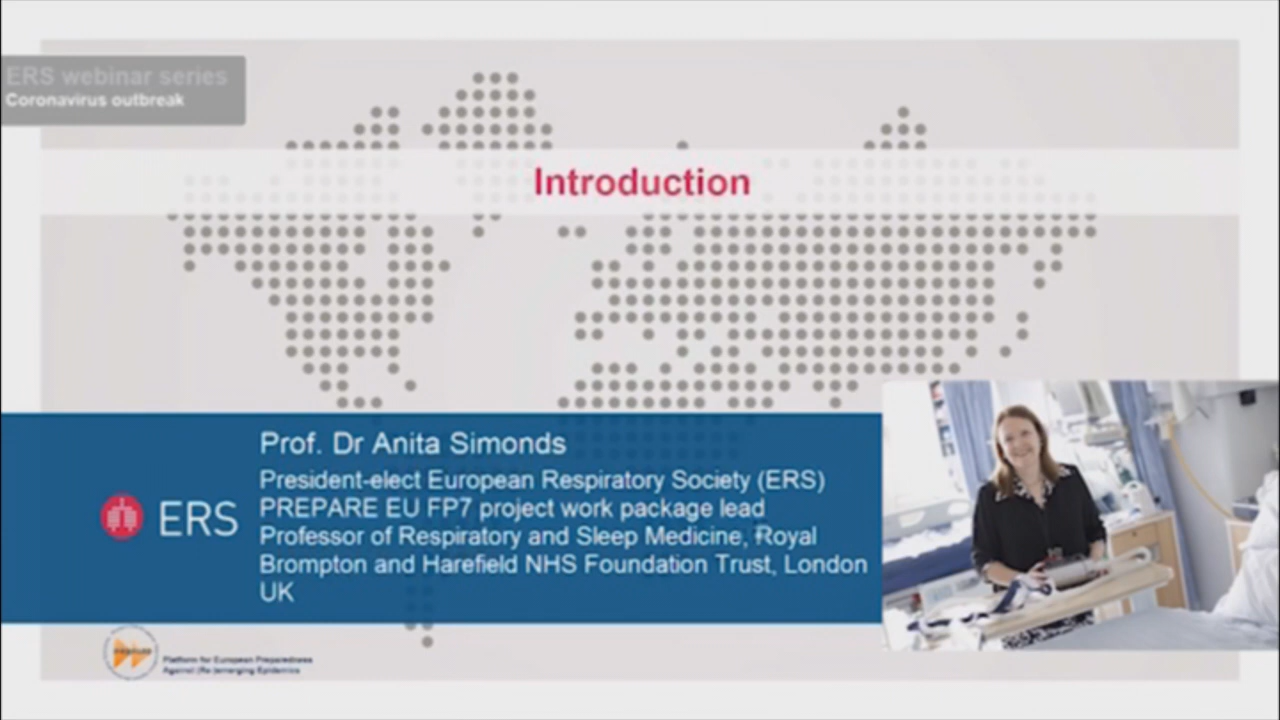 ERS webinar series
Coronavirus outbreak
Introduction
Prof. Dr Anita Simonds
President-elect European Respiratory Society (ERS)
PREPARE EU FP7 project work package lead
Professor of Respiratory and Sleep Medicine, Royal
Brompton and Harefield NHS Foundation Trust, London
UK
ERS
Platform for European Preparedness
Against (Re-)emerging Epidemics